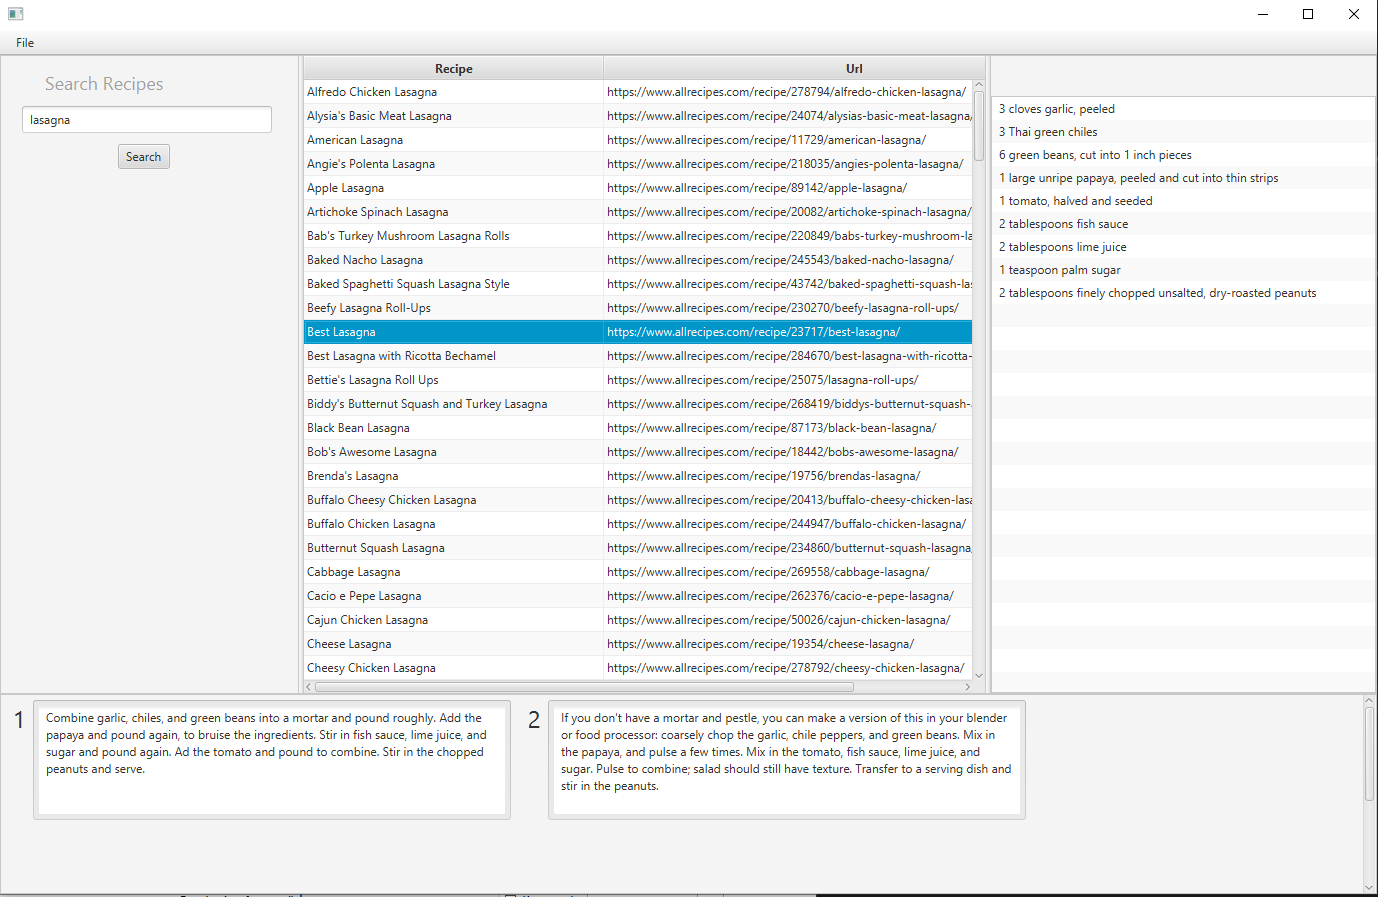 File
Search Recipes
lasagna
Search
Recipe Url
Alfredo Chicken Lasagna https://www.allrecipes.com/recipe/278794/alfredo-chicken-lasagna/
Alysia's Basic Meat Lasagna https://www.allrecipes.com/recipe/24074/alysias-basic-meat-lasagna/
American Lasagna https://www.allrecipes.com/recipe/11729/american-lasagna/
Angie's Polenta Lasagna https://www.allrecipes.com/recipe/218035/angies-polenta-lasagna/
Apple Lasagna https://www.allrecipes.com/recipe/89142/apple-lasagna/
Artichoke Spinach Lasagna https://www.allrecipes.com/recipe/20082/artichoke-spinach-lasagna/
Bab's Turkey Mushroom Lasagna Rolls https://www.allrecipes.com/recipe/220849/babs-turkey-mushroom-la
Baked Nacho Lasagna https://www.allrecipes.com/recipe/245543/baked-nacho-lasagna/
Baked Spaghetti Squash Lasagna Style https://www.allrecipes.com/recipe/43742/baked-spaghetti-squash-las
Beefy Lasagna Roll-Ups https://www.allrecipes.com/recipe/230270/beefy-lasagna-roll-ups/
Best Lasagna https://www.allrecipes.com/recipe/23717/best-lasagna/
Best Lasagna with Ricotta Bechamel https://www.allrecipes.com/recipe/284670/best-lasagna-with-ricotta-
Bettie's Lasagna Roll Ups https://www.allrecipes.com/recipe/25075/lasagna-roll-ups/
Biddy's Butternut Squash and Turkey Lasagna https://www.allrecipes.com/recipe/268419/biddys-butternut-squash-
Black Bean Lasagna https://www.allrecipes.com/recipe/87173/black-bean-lasagna/
Bob's Awesome Lasagna https://www.allrecipes.com/recipe/18442/bobs-awesome-lasagna/
Brenda's Lasagna https://www.allrecipes.com/recipe/19756/brendas-lasagna/
Buffalo Cheesy Chicken Lasagna https://www.allrecipes.com/recipe/20413/buffalo-cheesy-chicken-lasa
Buffalo Chicken Lasagna https://www.allrecipes.com/recipe/244947/buffalo-chicken-lasagna/
Butternut Squash Lasagna https://www.allrecipes.com/recipe/234860/butternut-squash-lasagna
Cabbage Lasagna https://www.allrecipes.com/recipe/269558/cabbage-lasagna/
Cacio e Pepe Lasagna https://www.allrecipes.com/recipe/262376/cacio-e-pepe-lasagna/
Cajun Chicken Lasagna https://www.allrecipes.com/recipe/50026/cajun-chicken-lasagna/
Cheese Lasagna https://www.allrecipes.com/recipe/19354/cheese-lasagna/
Cheesy Chicken Lasagna https://www.allrecipes.com/recipe/278792/cheesy-chicken-lasagna/
3 cloves garlic, peeled
3 Thai green chiles
6 green beans, cut into 1 inch pieces
1 large unripe papaya, peeled and cut into thin strips
1 tomato, halved and seeded
2 tablespoons fish sauce
2 tablespoons lime juice
1 teaspoon palm sugar
2 tablespoons finely chopped unsalted, dry-roasted peanuts
1
Combine garlic, chiles, and green beans into a mortar and pound roughly. Add the
papaya and pound again, to bruise the ingredients. Stir in fish sauce, lime juice, and
sugar and pound again. Ad the tomato and pound to combine. Stir in the chopped
peanuts and serve.
2
If you don't have a mortar and pestle, you can make a version of this in your blender
or food processor: coarsely chop the garlic, chile peppers, and green beans. Mix in
the papaya, and pulse a few times. Mix in the tomato, fish sauce, lime juice, and
sugar. Pulse to combine; salad should still have texture. Transfer to a serving dish and
stir in the peanuts.